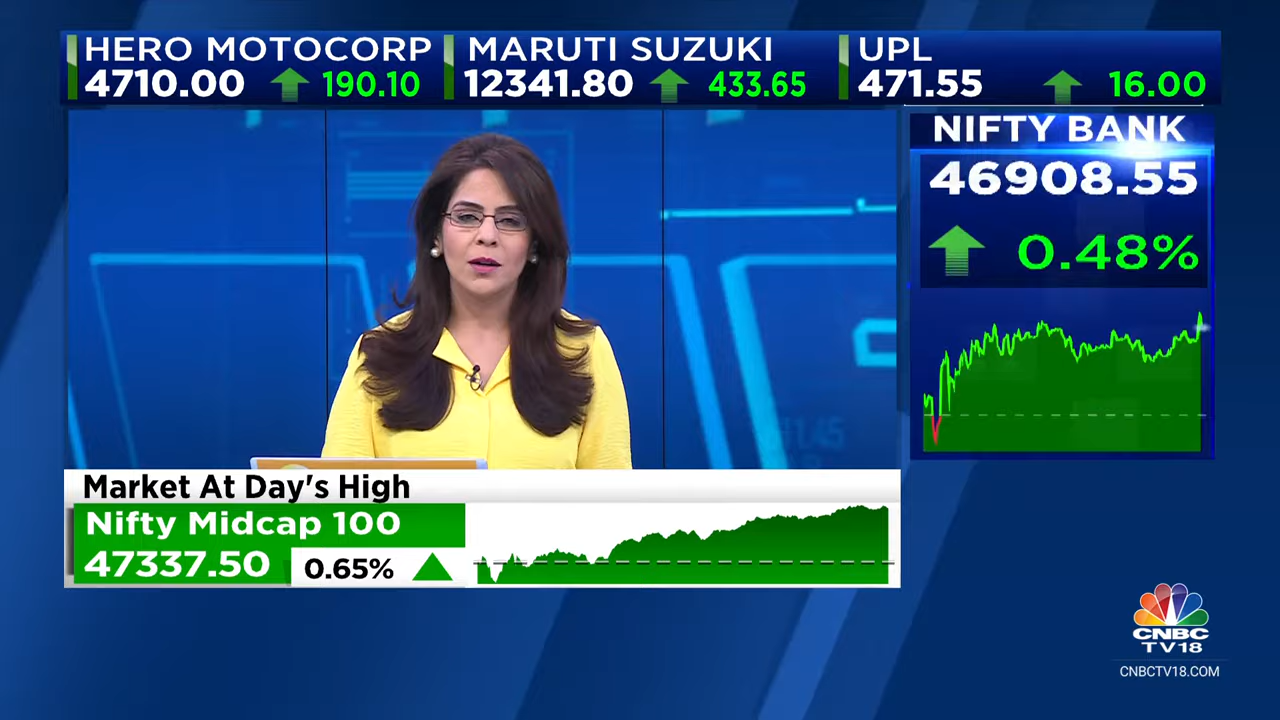 HERO MOTOCORP
4710.00 190.10
MARUTI SUZUKI
12341.80 433.65
UPL
471.55 16.00
NIFTY BANK
46908.55
0.48%
Market At Day's High
Nifty Midcap 100
47337.50 0.65%
CNBC
TV18
CNBCTV18.COM